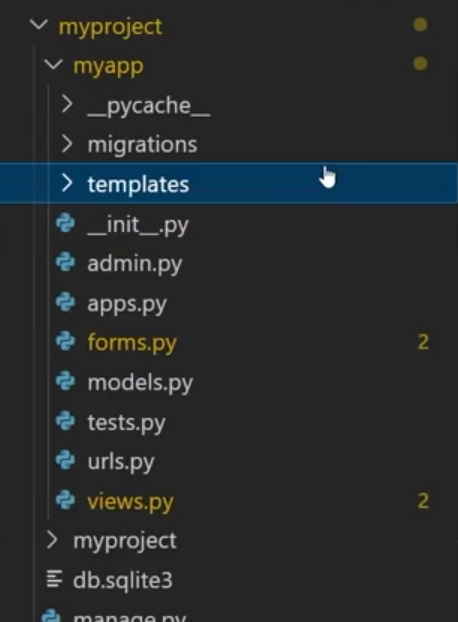 myproject
myapp
__pycache__
migrations
templates
__init__.py
admin.py
apps.py
forms.py 2
models.py
tests.py
urls.py
views.py 2
myproject
db.sqlite3
manage.py